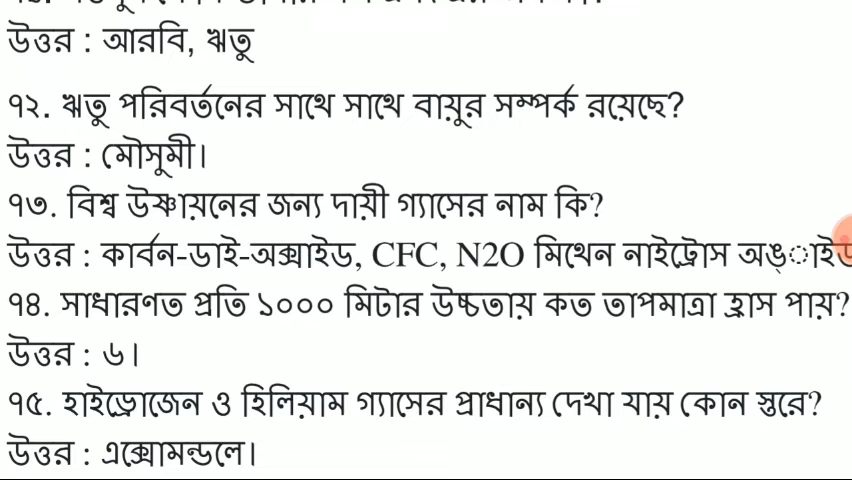 উত্তর : আরবি, ঋতু
৭২. ঋতু পরিবর্তনের সাথে সাথে বায়ুর সম্পর্ক রয়েছে?
উত্তর : মৌসুমী।
৭৩. বিশ্ব উষ্ণায়নের জন্য দায়ী গ্যাসের নাম কি?
উত্তর : কার্বন-ডাই-অক্সাইড, CFC, N2O মিথেন নাইট্রোস অঙ্াইড
৭৪. সাধারণত প্রতি ১০০০ মিটার উচ্চতায় কত তাপমাত্রা হ্রাস পায়?
উত্তর : ৬।
৭৫. হাইড্রোজেন ও হিলিয়াম গ্যাসের প্রাধান্য দেখা যায় কোন স্তরে?
উত্তর : এক্সোমন্ডলে।